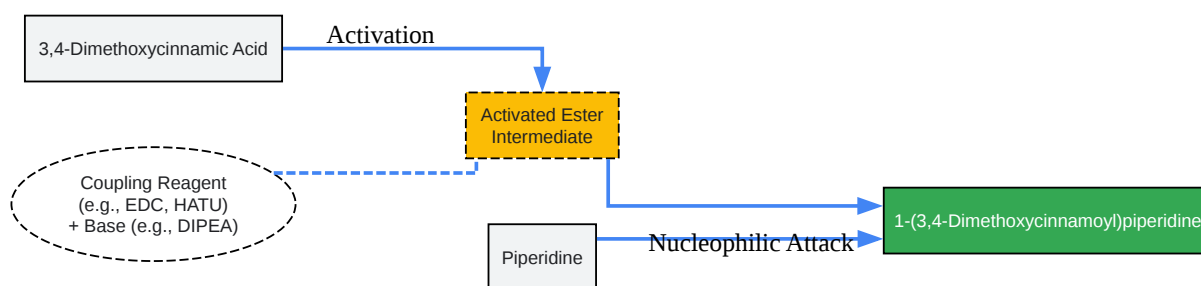 3,4-Dimethoxycinnamic Acid
Activation
Activated Ester
Intermediate
Coupling Reagent
(e.g., EDC, HATU)
+ Base (e.g., DIPEA)
1-(3,4-Dimethoxycinnamoyl)piperidine
Piperidine
Nucleophilic Attack